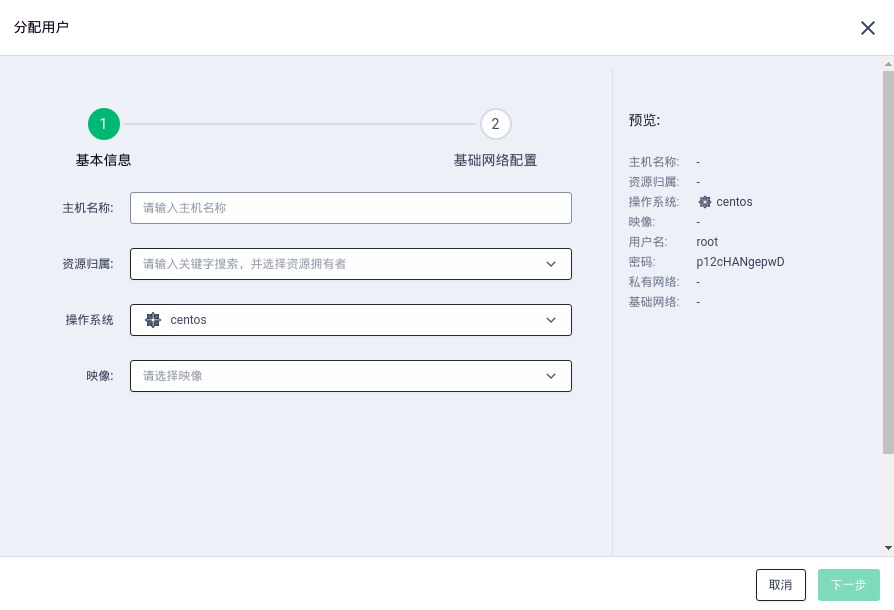 分配用户
1
2
基本信息
基础网络配置
主机名称:
请输入主机名称
资源归属:
请输入关键字搜索，并选择资源拥有者
操作系统
centos
映像:
请选择映像
预览:
主机名称: -
资源归属: -
操作系统: centos
映像: -
用户名: root
密码: p12cHANgepwD
私有网络: -
基础网络: -
取消
下一步